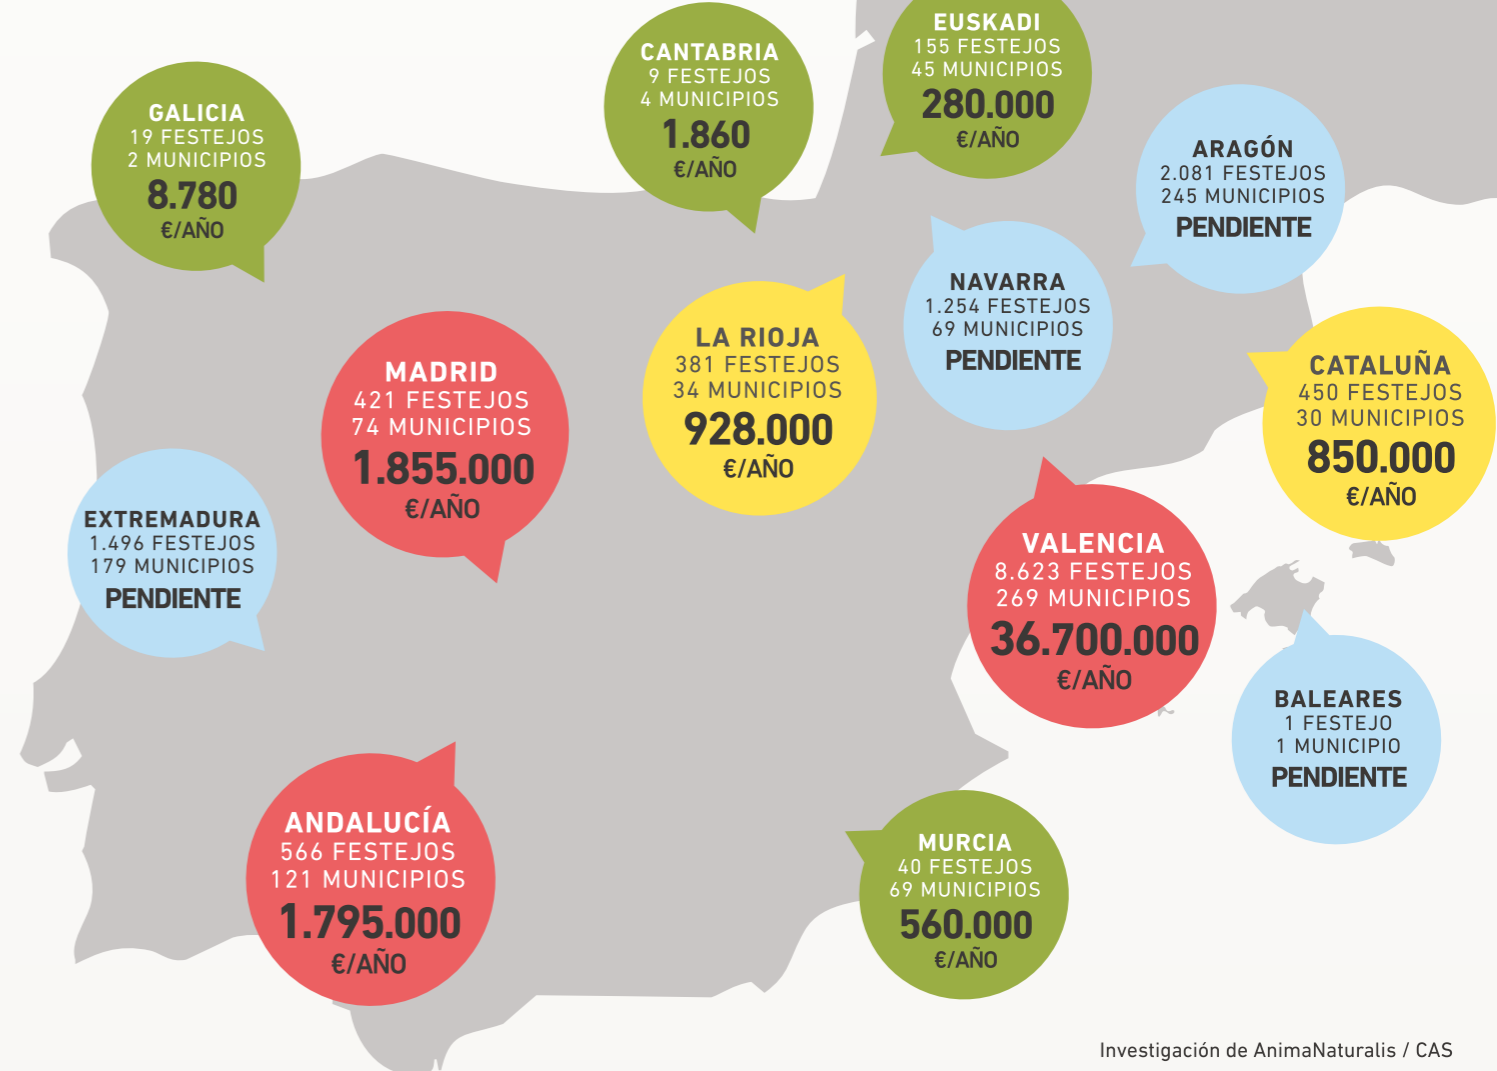 EUSKADI
155 FESTEJOS
45 MUNICIPIOS
280.000
€/AÑO
CANTABRIA
9 FESTEJOS
4 MUNICIPIOS
1.860
€/AÑO
GALICIA
19 FESTEJOS
2 MUNICIPIOS
8.780
€/AÑO
ARAGÓN
2.081 FESTEJOS
245 MUNICIPIOS
PENDIENTE
NAVARRA
1.254 FESTEJOS
69 MUNICIPIOS
PENDIENTE
LA RIOJA
381 FESTEJOS
34 MUNICIPIOS
928.000
€/AÑO
MADRID
421 FESTEJOS
74 MUNICIPIOS
1.855.000
€/AÑO
CATALUÑA
450 FESTEJOS
30 MUNICIPIOS
850.000
€/AÑO
EXTREMADURA
1.496 FESTEJOS
179 MUNICIPIOS
PENDIENTE
VALENCIA
8.623 FESTEJOS
269 MUNICIPIOS
36.700.000
€/AÑO
BALEARES
1 FESTEJO
1 MUNICIPIO
PENDIENTE
ANDALUCÍA
566 FESTEJOS
121 MUNICIPIOS
1.795.000
€/AÑO
MURCIA
40 FESTEJOS
69 MUNICIPIOS
560.000
€/AÑO
Investigación de AnimaNaturalis / CAS